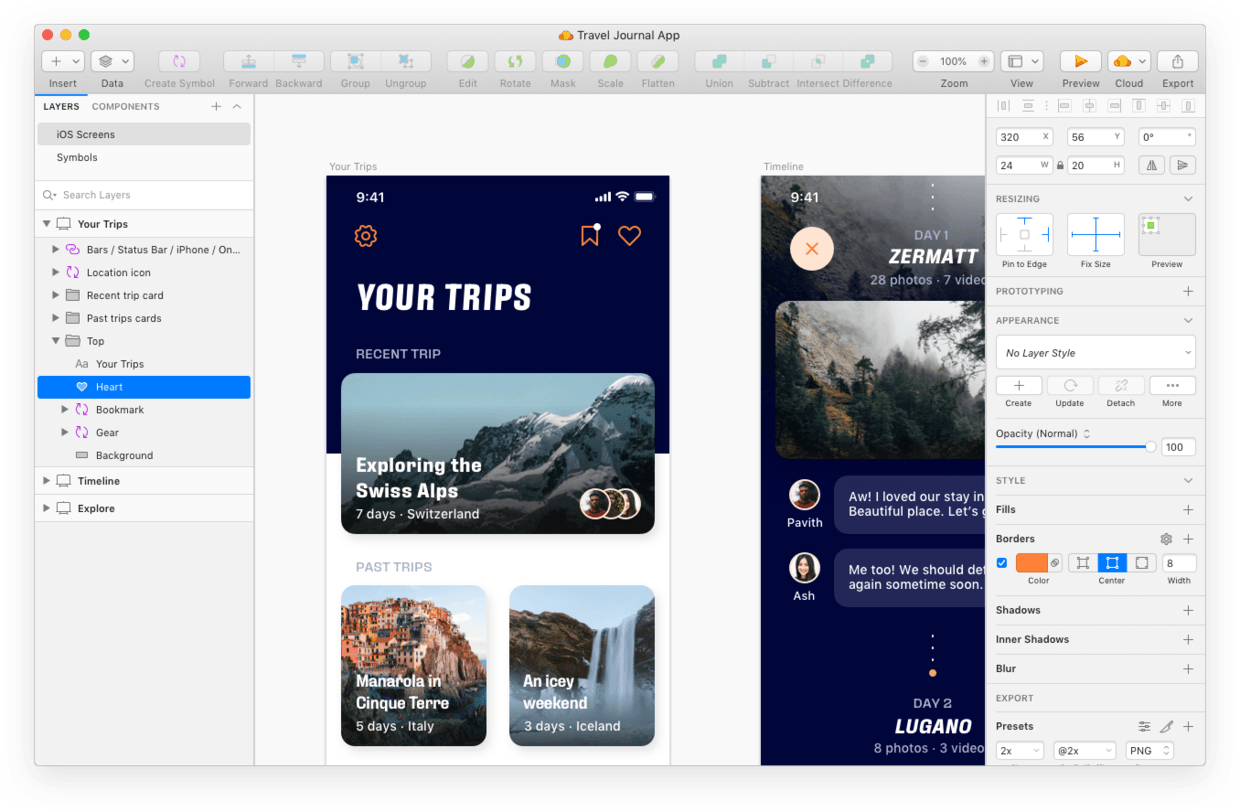 Travel Journal App
Insert
Data
Create Symbol
Forward
Backward
Group
Ungroup
Edit
Rotate
Mask
Scale
Flatten
Union
Subtract
Intersect
Difference
100%
Zoom
View
Preview
Cloud
Export
LAYERS
COMPONENTS
iOS Screens
Symbols
Search Layers
Your Trips
Bars / Status Bar / iPhone / On...
Location icon
Recent trip card
Past trips cards
Top
Aa Your Trips
Heart
Bookmark
Gear
Background
Timeline
Explore
Your Trips
9:41
YOUR TRIPS
RECENT TRIP
Exploring the
Swiss Alps
7 days · Switzerland
PAST TRIPS
Manarola in
Cinque Terre
5 days · Italy
An icey
weekend
3 days · Iceland
Timeline
9:41
DAY 1
ZERMATT
28 photos · 7 video
Pavith
Aw! I loved our stay in
Beautiful place. Let's g
Ash
Me too! We should def
again sometime soon.
DAY 2
LUGANO
8 photos · 3 video
320 X
56 Y
0° °
24 W
20 H
RESIZING
Pin to Edge
Fix Size
Preview
PROTOTYPING
APPEARANCE
No Layer Style
Create
Update
Detach
More
Opacity (Normal)
100
STYLE
Fills
Borders
8
Color
Center
Width
Shadows
Inner Shadows
Blur
EXPORT
Presets
2x
@2x
PNG